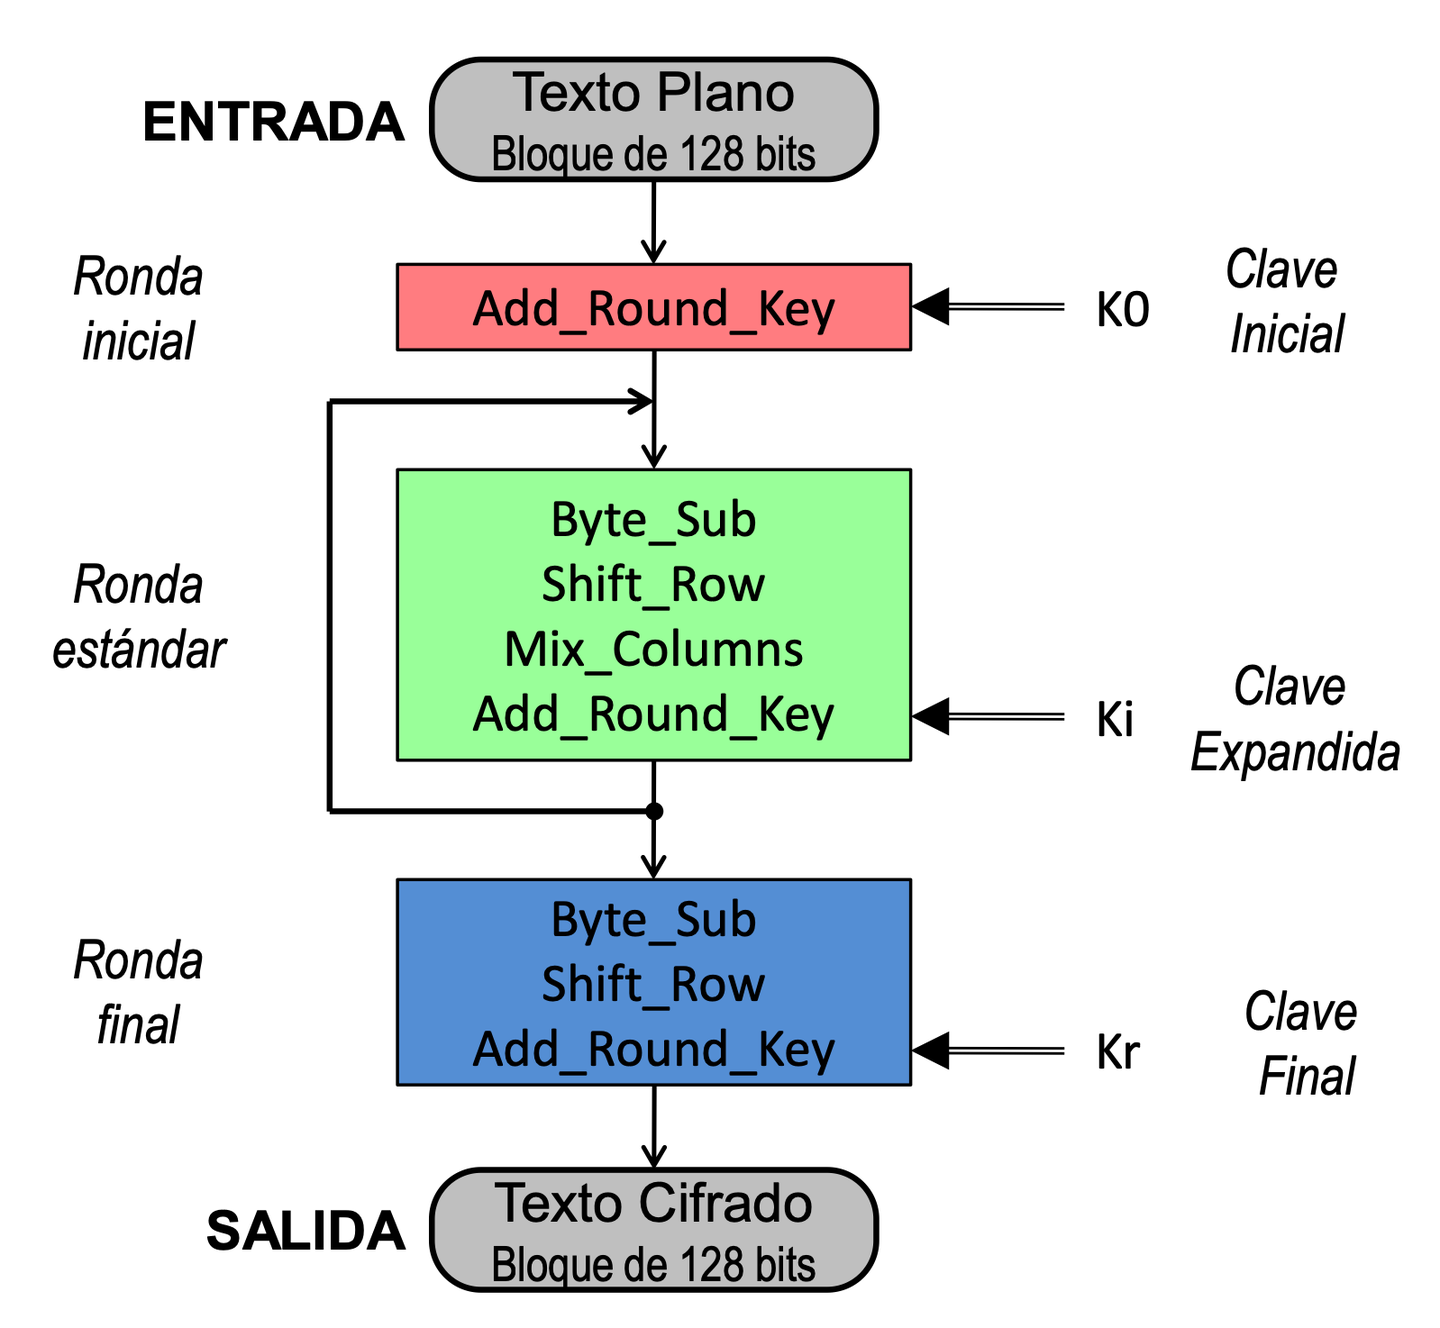 ENTRADA
Texto Plano
Bloque de 128 bits
Ronda
inicial
Add_Round_Key
K0
Clave
Inicial
Ronda
estándar
Byte_Sub
Shift_Row
Mix_Columns
Add_Round_Key
Ki
Clave
Expandida
Ronda
final
Byte_Sub
Shift_Row
Add_Round_Key
Kr
Clave
Final
SALIDA
Texto Cifrado
Bloque de 128 bits